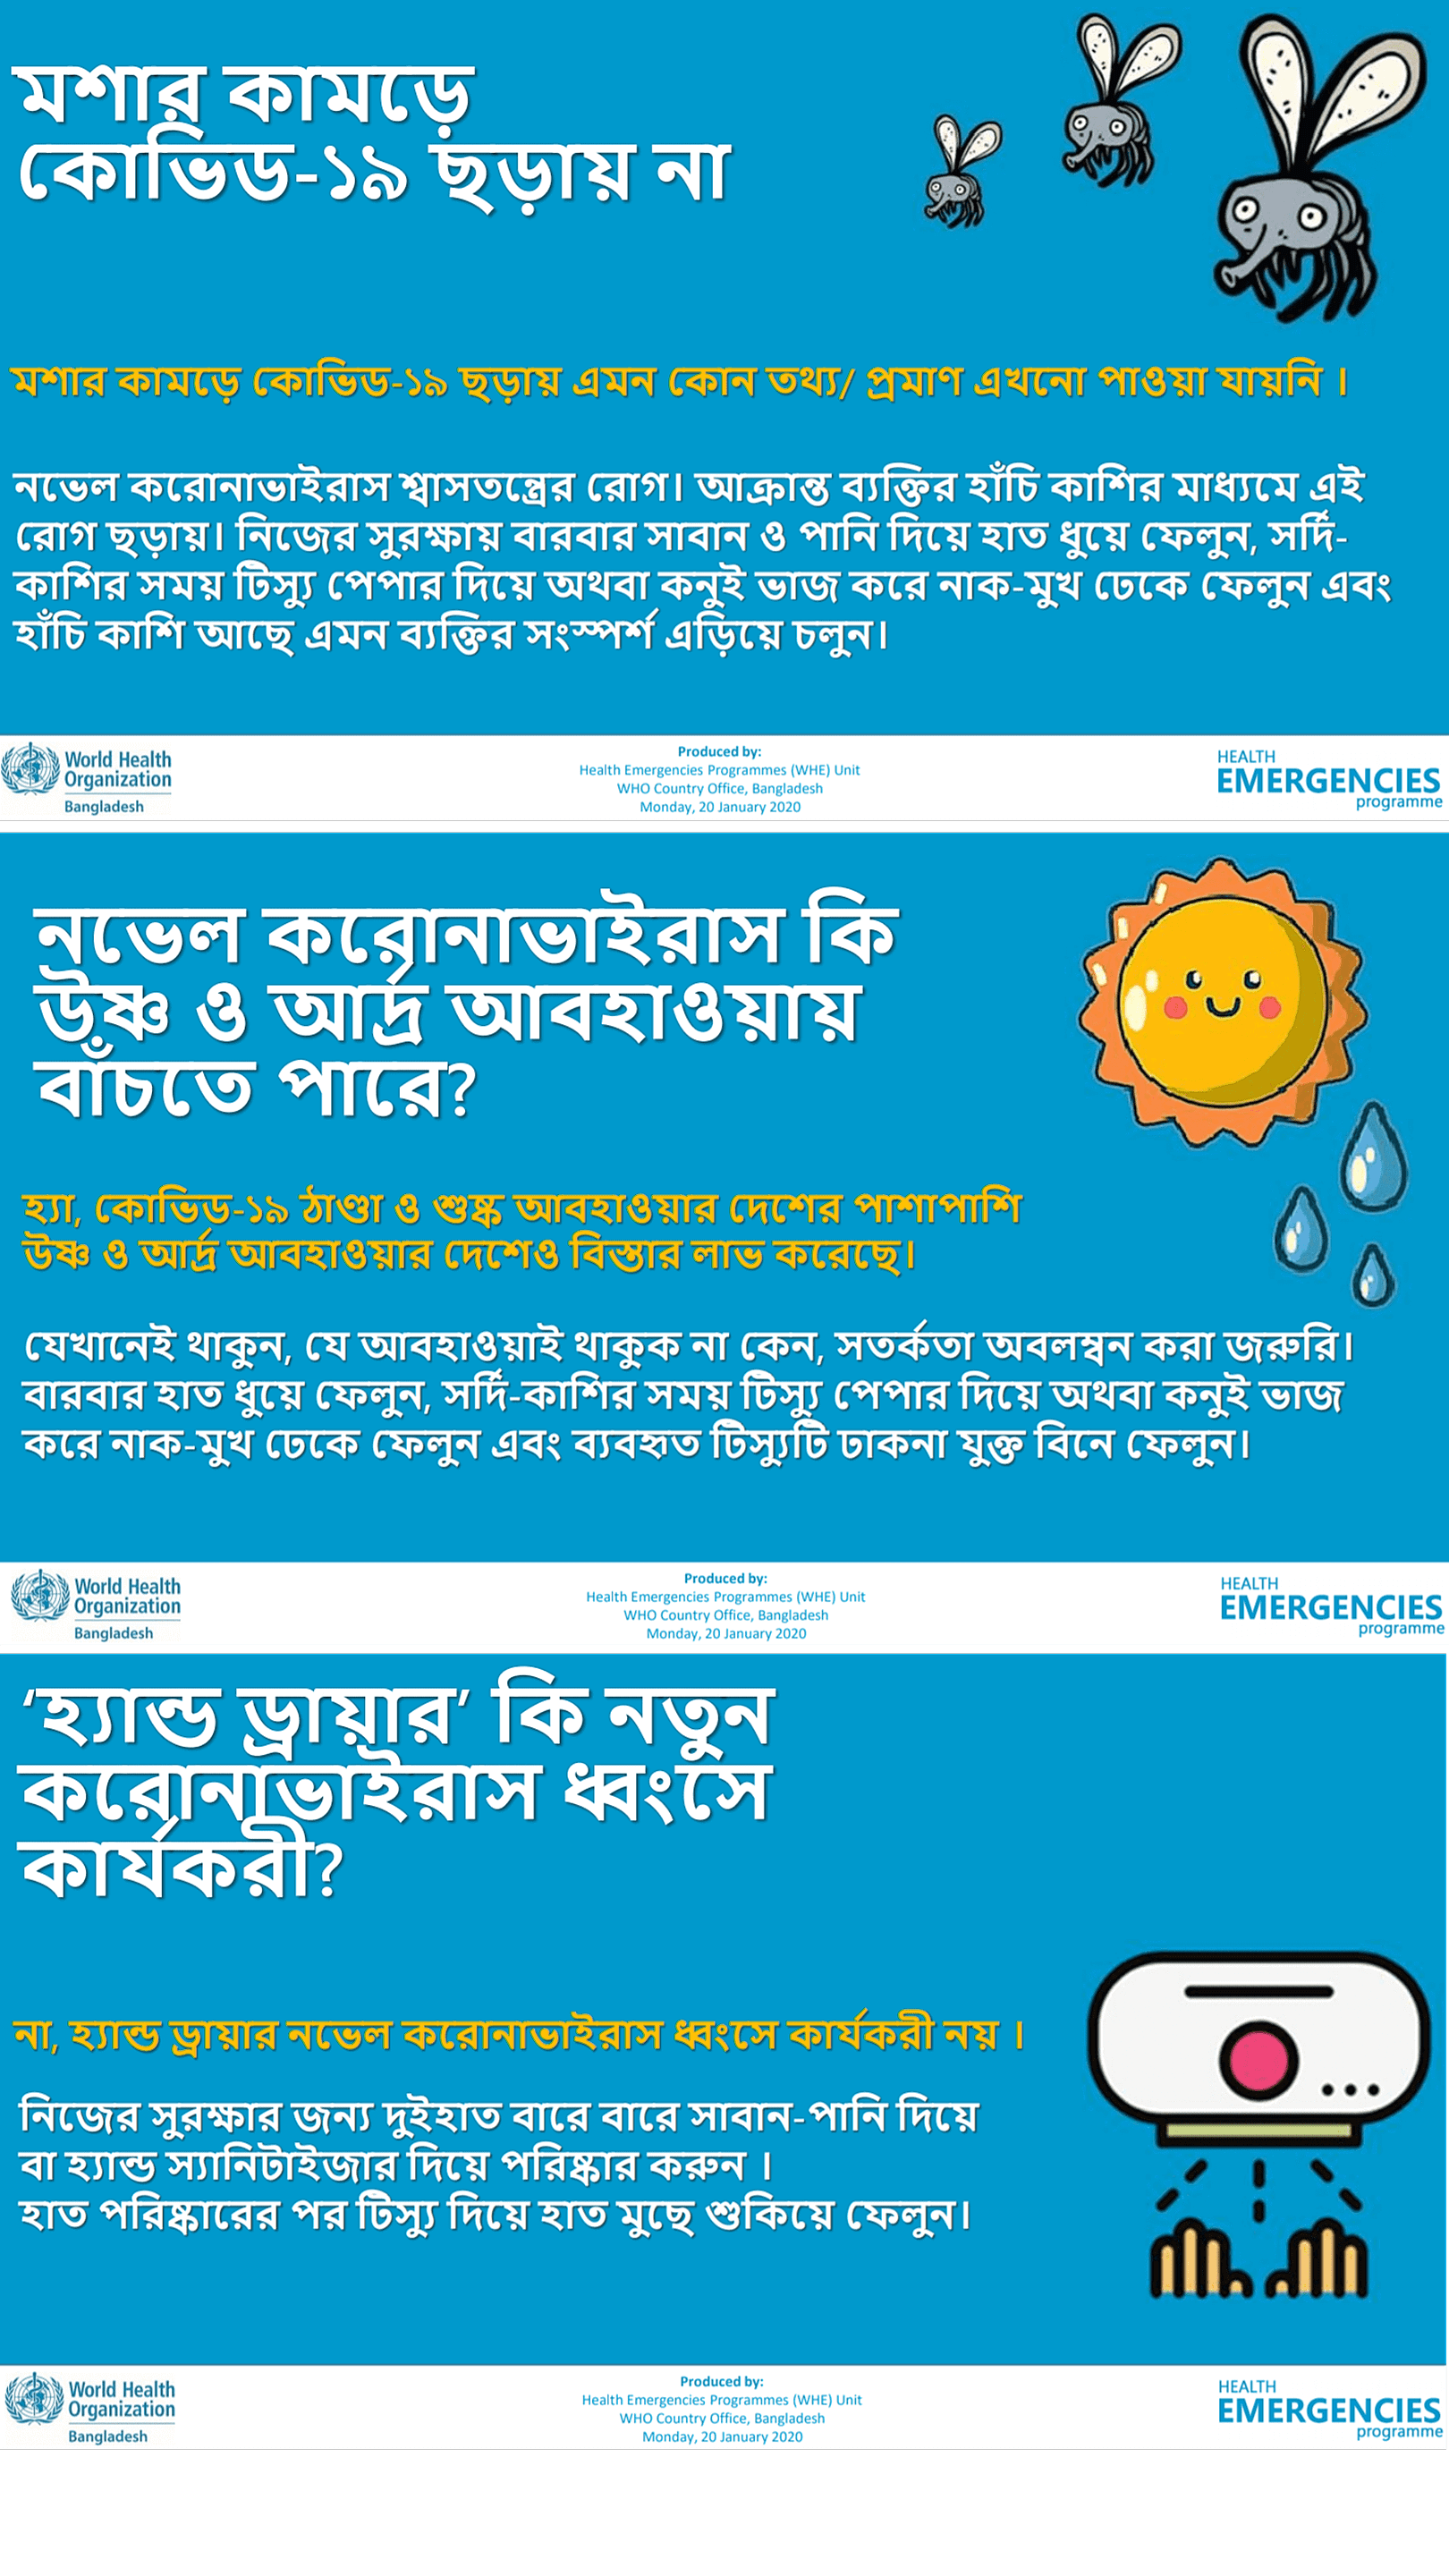 মশার কামড়ে
কোভিড-১৯ ছড়ায় না
মশার কামড়ে কোভিড-১৯ ছড়ায় এমন কোন তথ্য/ প্রমাণ এখনো পাওয়া যায়নি ।
নভেল করোনাভাইরাস শ্বাসতন্ত্রের রোগ। আক্রান্ত ব্যক্তির হাঁচি কাশির মাধ্যমে এই
রোগ ছড়ায়। নিজের সুরক্ষায় বারবার সাবান ও পানি দিয়ে হাত ধুয়ে ফেলুন, সর্দি-
কাশির সময় টিস্যু পেপার দিয়ে অথবা কনুই ভাজ করে নাক-মুখ ঢেকে ফেলুন এবং
হাঁচি কাশি আছে এমন ব্যক্তির সংস্পর্শ এড়িয়ে চলুন।
World Health
Organization
Bangladesh
Produced by:
Health Emergencies Programmes (WHE) Unit
WHO Country Office, Bangladesh
Monday, 20 January 2020
HEALTH
EMERGENCIES
programme
নভেল করোনাভাইরাস কি
উষ্ণ ও আর্দ্র আবহাওয়ায়
বাঁচতে পারে?
হ্যা, কোভিড-১৯ ঠাণ্ডা ও শুষ্ক আবহাওয়ার দেশের পাশাপাশি
উষ্ণ ও আর্দ্র আবহাওয়ার দেশেও বিস্তার লাভ করেছে।
যেখানেই থাকুন, যে আবহাওয়াই থাকুক না কেন, সতর্কতা অবলম্বন করা জরুরি।
বারবার হাত ধুয়ে ফেলুন, সর্দি-কাশির সময় টিস্যু পেপার দিয়ে অথবা কনুই ভাজ
করে নাক-মুখ ঢেকে ফেলুন এবং ব্যবহৃত টিস্যুটি ঢাকনা যুক্ত বিনে ফেলুন।
World Health
Organization
Bangladesh
Produced by:
Health Emergencies Programmes (WHE) Unit
WHO Country Office, Bangladesh
Monday, 20 January 2020
HEALTH
EMERGENCIES
programme
‘হ্যান্ড ড্রায়ার’ কি নতুন
করোনাভাইরাস ধ্বংসে
কার্যকরী?
না, হ্যান্ড ড্রায়ার নভেল করোনাভাইরাস ধ্বংসে কার্যকরী নয় ।
নিজের সুরক্ষার জন্য দুইহাত বারে বারে সাবান-পানি দিয়ে
বা হ্যান্ড স্যানিটাইজার দিয়ে পরিষ্কার করুন ।
হাত পরিষ্কারের পর টিস্যু দিয়ে হাত মুছে শুকিয়ে ফেলুন।
World Health
Organization
Bangladesh
Produced by:
Health Emergencies Programmes (WHE) Unit
WHO Country Office, Bangladesh
Monday, 20 January 2020
HEALTH
EMERGENCIES
programme